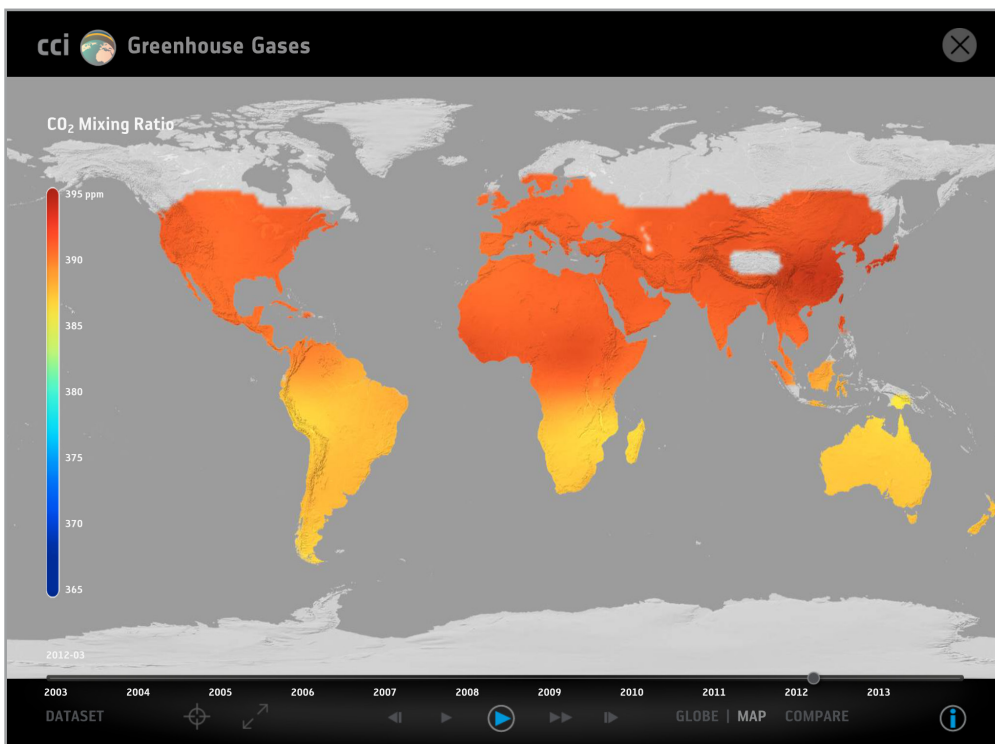 cci Greenhouse Gases
CO₂ Mixing Ratio
395 ppm
390
385
380
375
370
365
2012-03
2003 2004 2005 2006 2007 2008 2009 2010 2011 2012 2013
DATASET GLOBE | MAP COMPARE